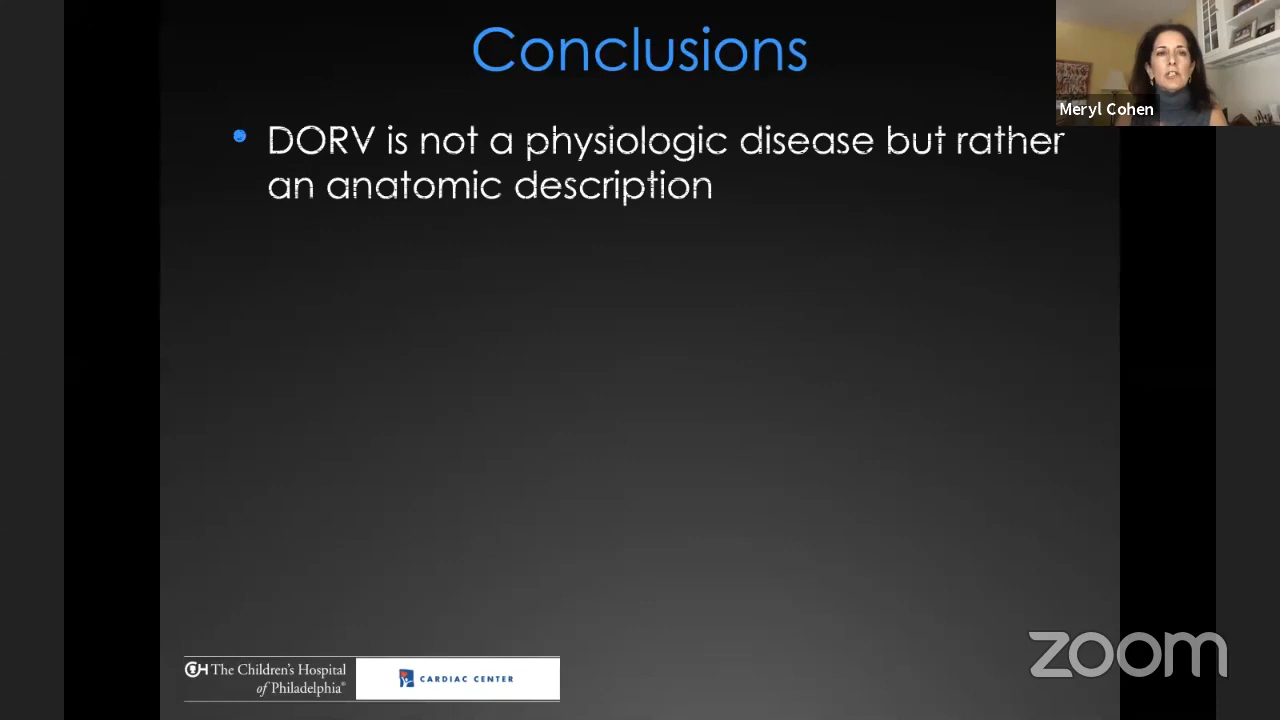 Conclusions
Meryl Cohen
• DORV is not a physiologic disease but rather
an anatomic description
The Children's Hospital
of Philadelphia®
CARDIAC CENTER
zoom